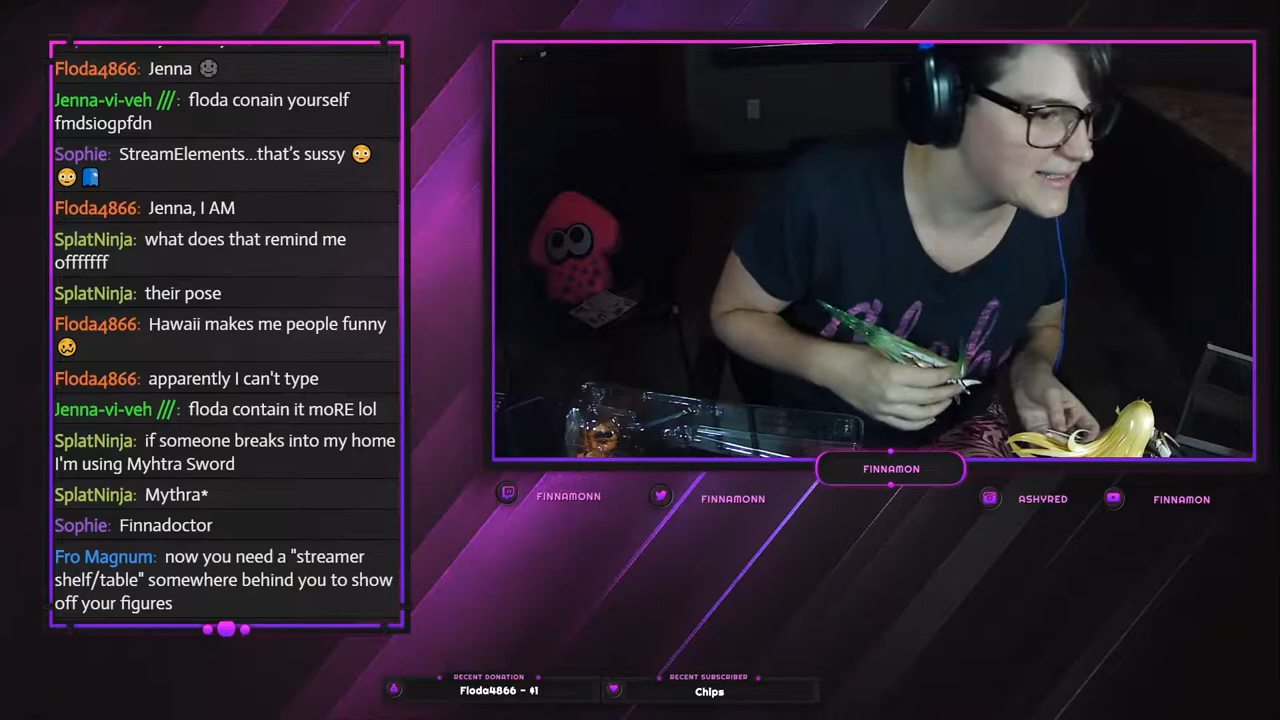 Floda4866: Jenna
Jenna-vi-veh ///: floda conain yourself
fmdsiogpfdn
Sophie: StreamElements...that's sussy 😳
😳
Floda4866: Jenna, I AM
SplatNinja: what does that remind me
offfffff
SplatNinja: their pose
Floda4866: Hawaii makes me people funny
🥴
Floda4866: apparently I can't type
Jenna-vi-veh ///: floda contain it moRE lol
SplatNinja: if someone breaks into my home
I'm using Myhtra Sword
SplatNinja: Mythra*
Sophie: Finnadoctor
Fro Magnum: now you need a "streamer
shelf/table" somewhere behind you to show
off your figures
FINNAMON
FINNAMONN
FINNAMONN
ASHYRED
FINNAMON
RECENT DONATION
Floda4866 - $1
RECENT SUBSCRIBER
Chips